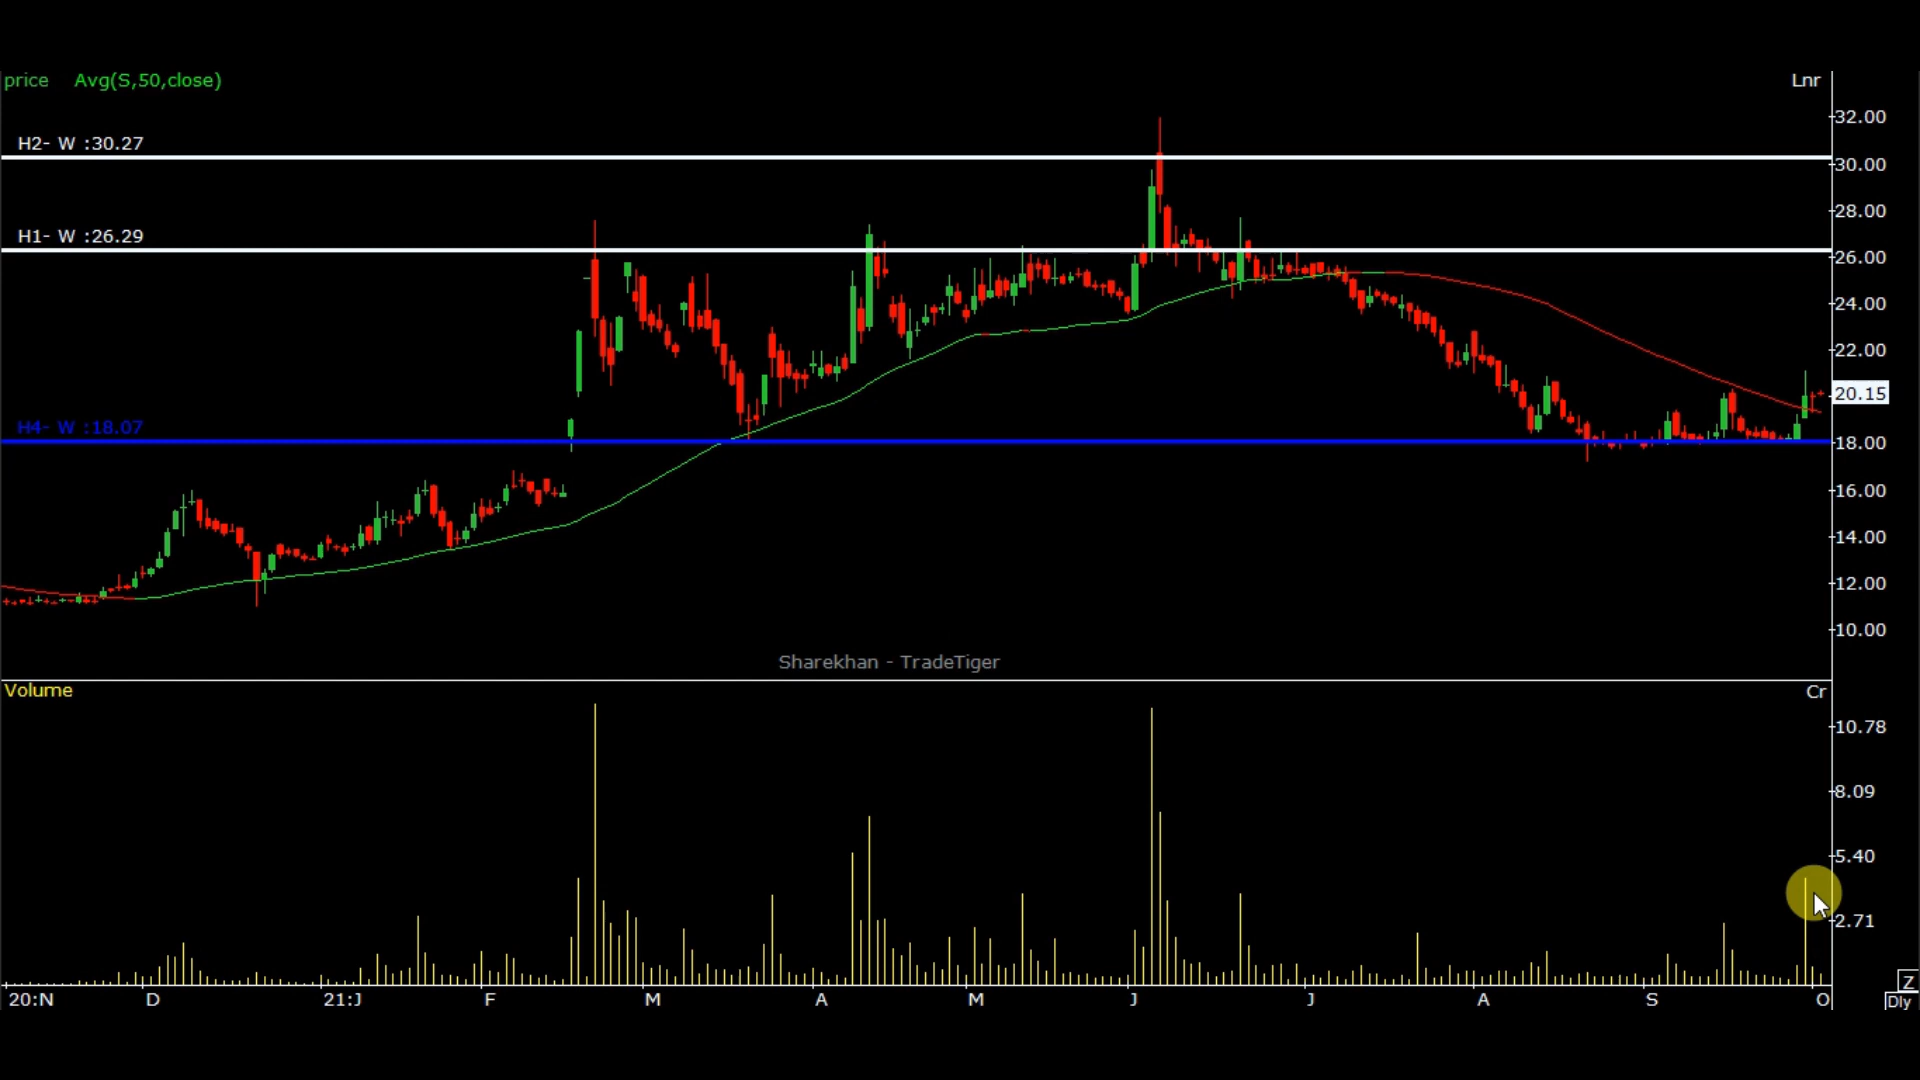 price Avg(S,50,close) Lnr
32.00
H2- W :30.27
30.00
28.00
H1- W :26.29
26.00
24.00
22.00
20.15
H4- W :18.07
18.00
16.00
14.00
12.00
10.00
Sharekhan - TradeTiger
Volume Cr
10.78
8.09
5.40
2.71
Z
20:N D 21:J F M A M J J A S O Dly